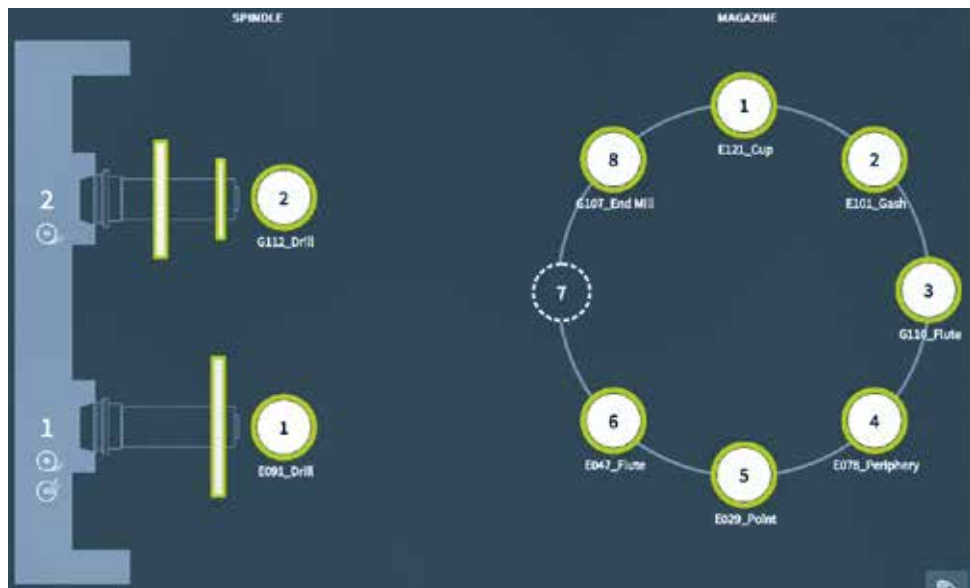 SPINDLE
MAGAZINE
2
2
G112_Drill
1
1
E091_Drill
1
E121_Cup
2
E101_Gash
3
G110_Flute
4
E078_Periphery
5
E029_Point
6
E047_Flute
7
8
G107_End Mill